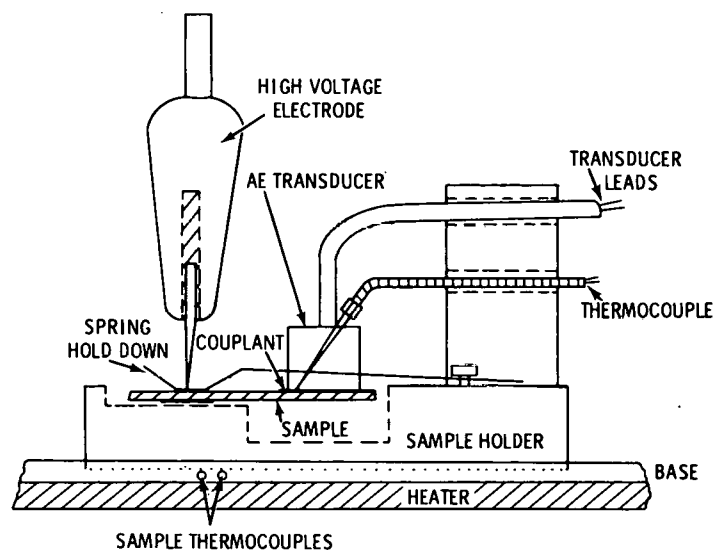 HIGH VOLTAGE
ELECTRODE
AE TRANSDUCER
TRANSDUCER
LEADS
THERMOCOUPLE
SPRING
HOLD DOWN
COUPLANT
SAMPLE
SAMPLE HOLDER
BASE
HEATER
SAMPLE THERMOCOUPLES